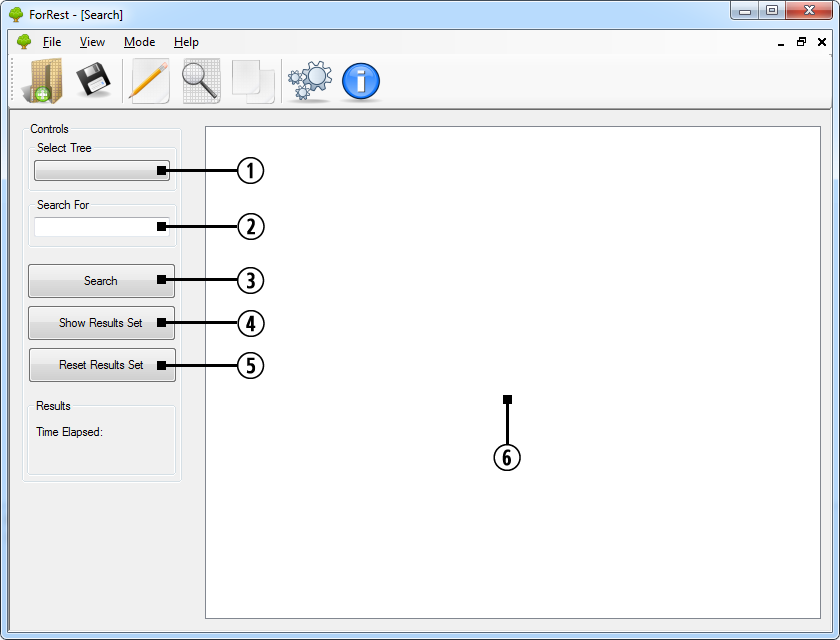 ForRest - [Search]
File View Mode Help
Controls
Select Tree
1
Search For
2
Search
3
Show Results Set
4
Reset Results Set
5
Results
Time Elapsed:
6